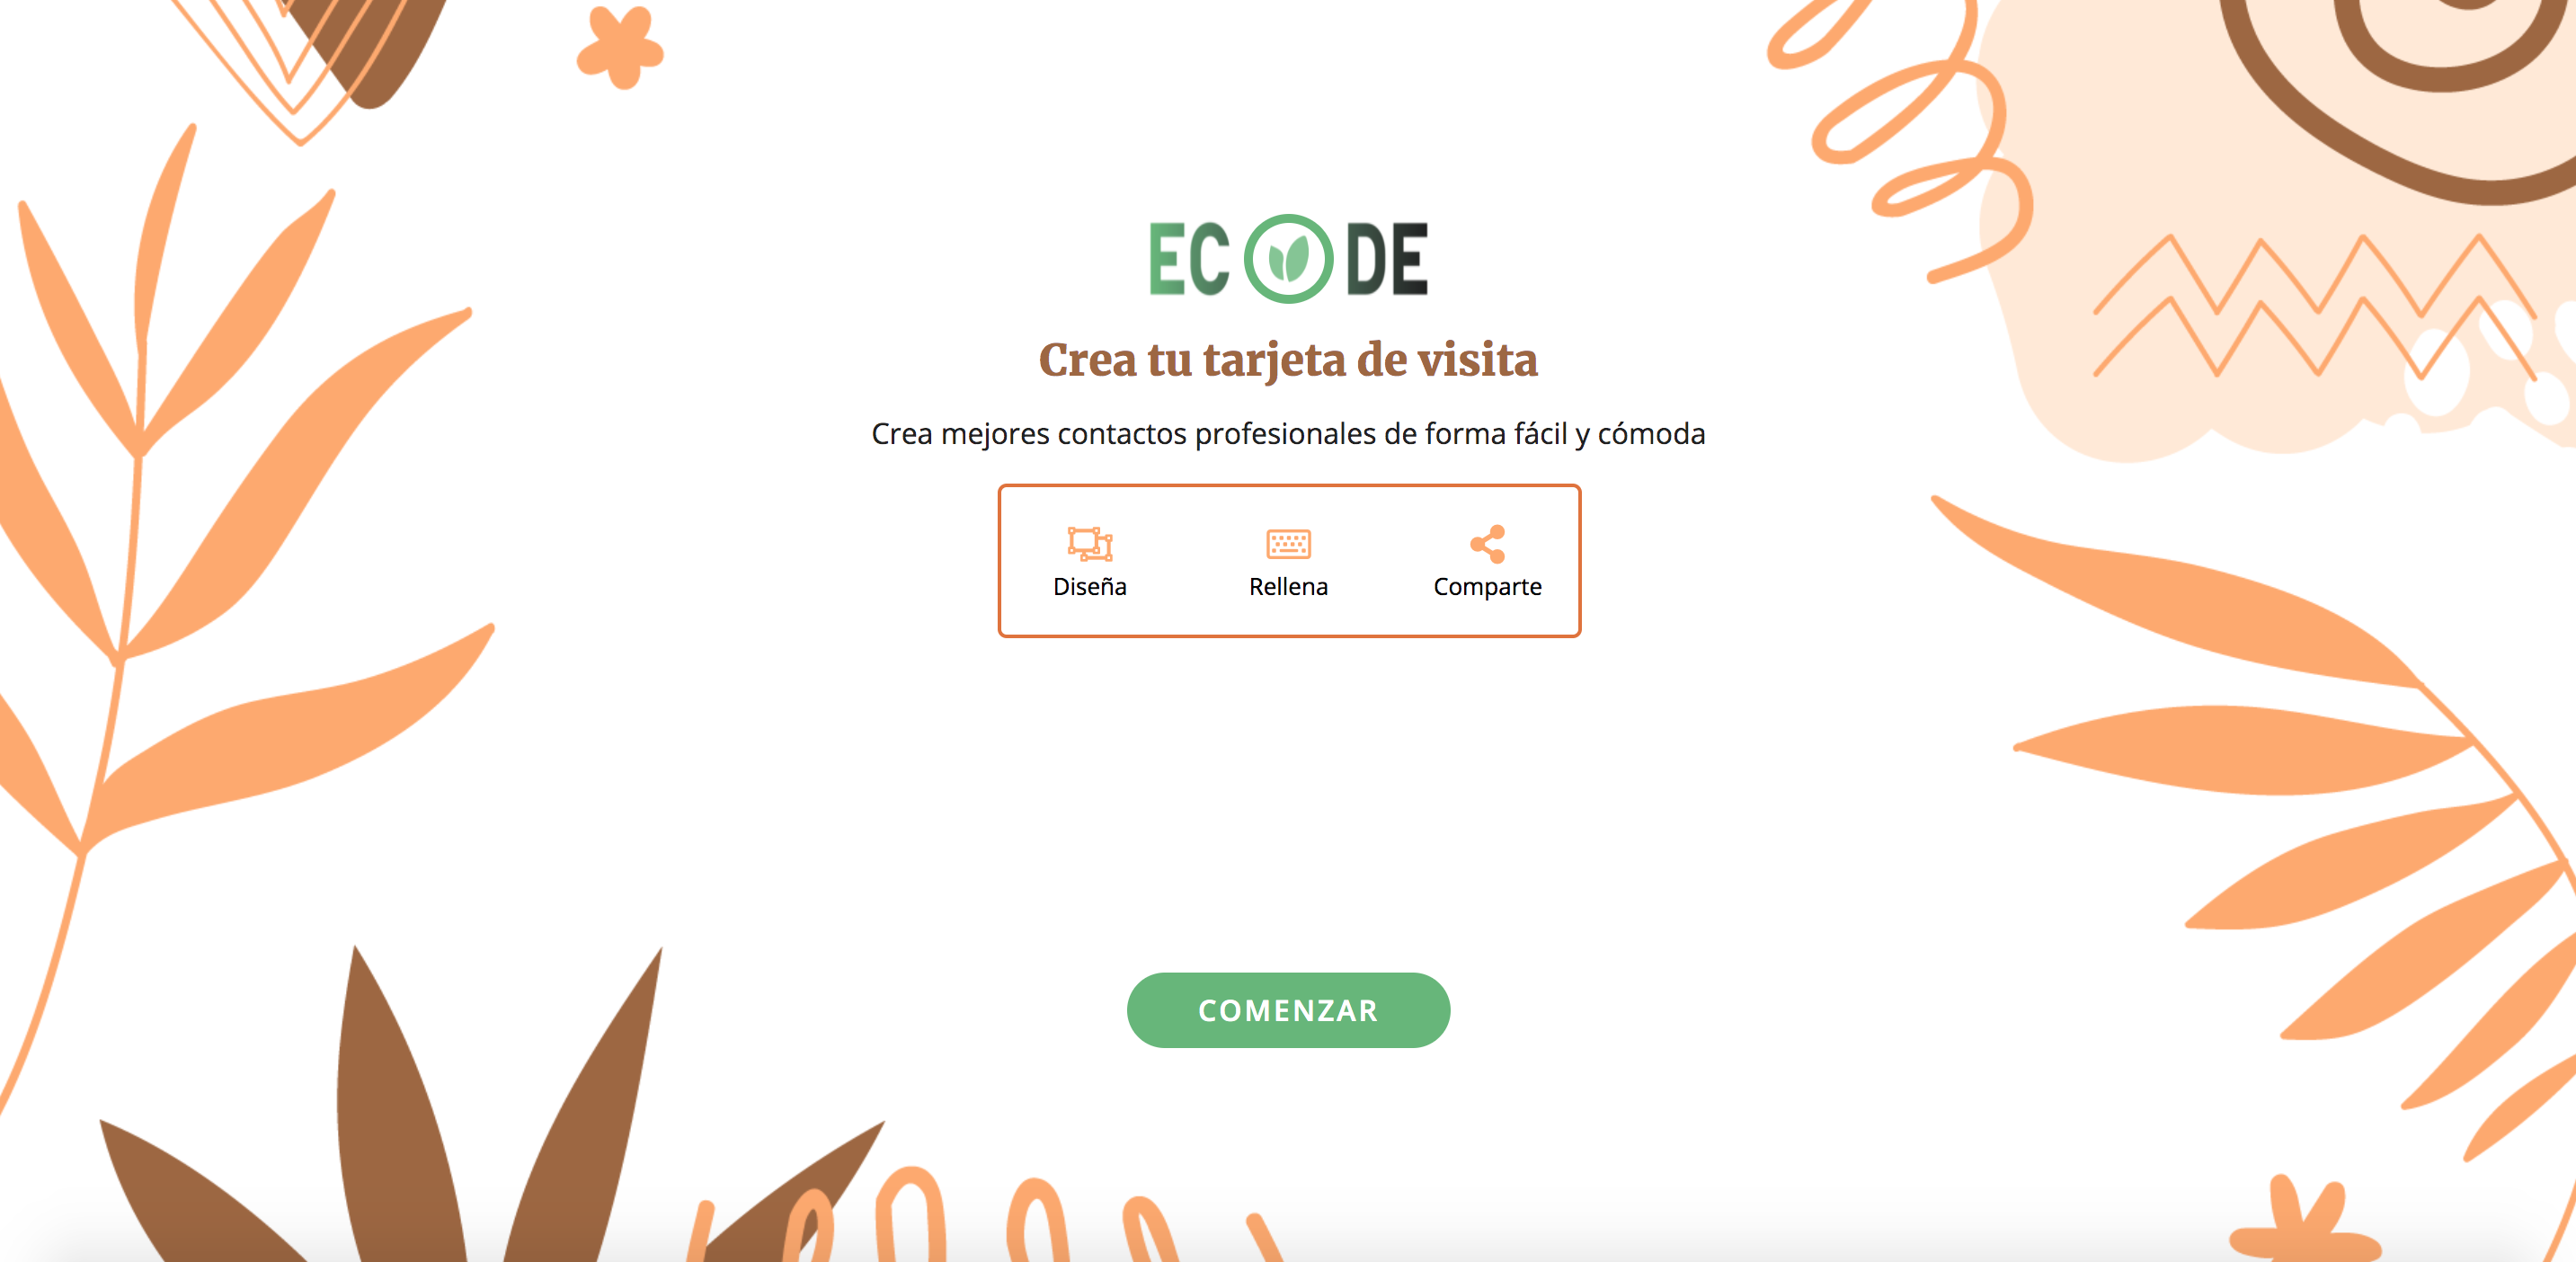 ECODE
Crea tu tarjeta de visita
Crea mejores contactos profesionales de forma fácil y cómoda
Diseña Rellena Comparte
COMENZAR